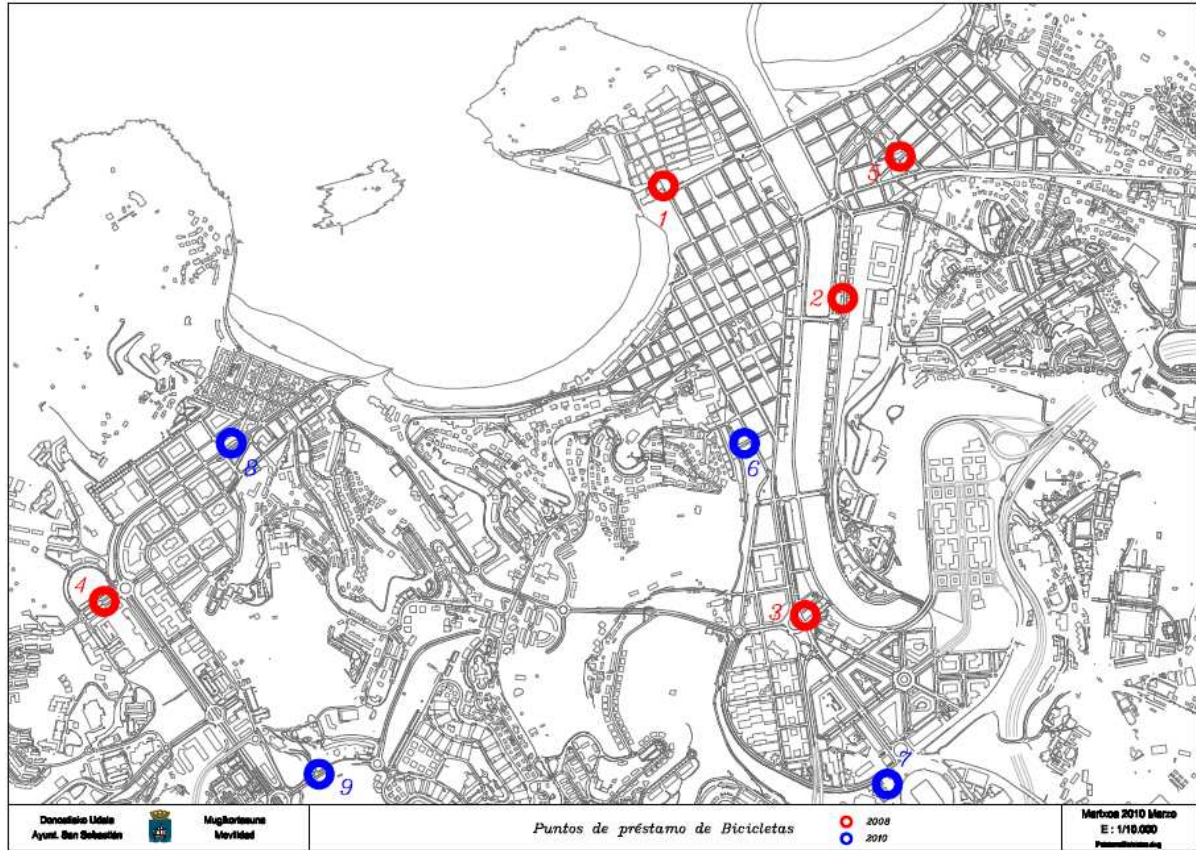 5
1
2
8
6
4
3
7
9
Donostiako Udala
Ayunt. San Sebastián
Mugikortasuna
Movilidad
Puntos de préstamo de Bicicletas
2008
2010
Martxoa 2010 Marzo
E : 1/10.000